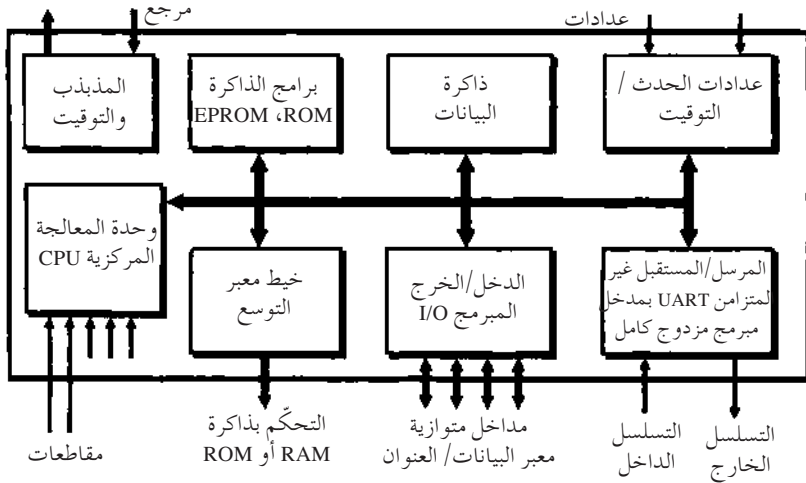 عدادات
مرجع
عدادات الحدث /
التوقيت
ذاكرة
البيانات
برامج الذاكرة
EPROM ،ROM
المذبذب
والتوقيت
وحدة المعالجة
المركزية CPU
المرسل/المستقبل غير
لمتزامن UART بمدخل
مبرمج مزدوج كامل
الدخل/الخرج
المبرمج I/O
خيط معبر
التوسع
التسلسل
الخارج
التسلسل
الداخل
مداخل متوازية
معبر البيانات/ العنوان
التحكّم بذاكرة
RAM أو ROM
مقاطعات